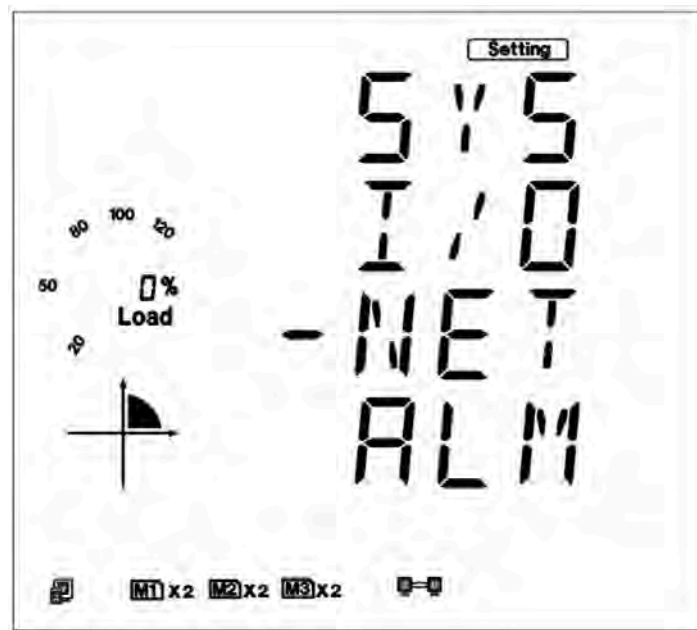 Setting
SYS
I/O
-NET
ALM
80 100 120
50
0%
Load
20
M1 X2 M2 X2 M3 X2